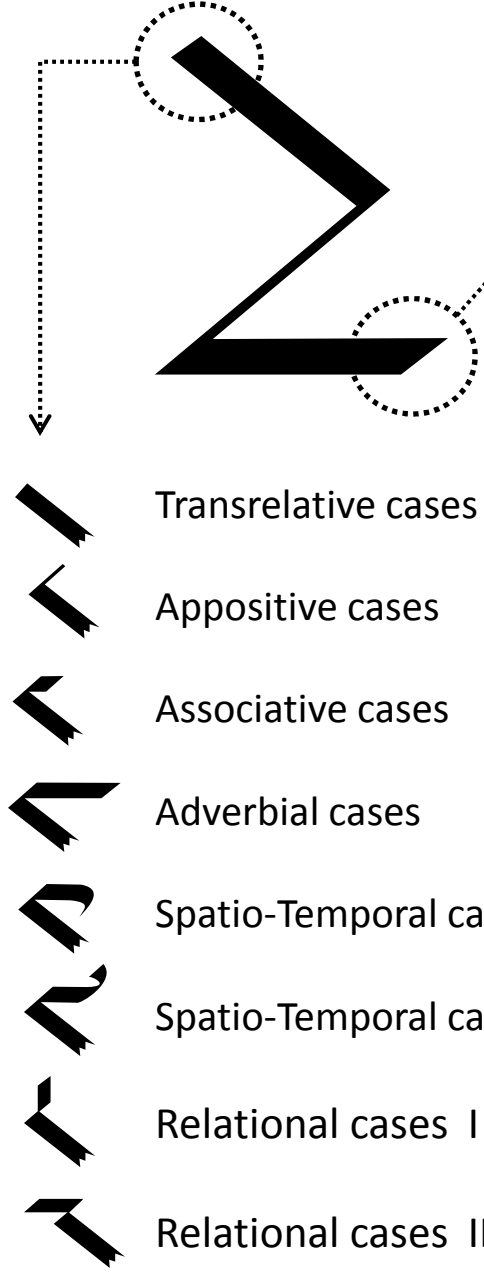 Transrelative cases
Appositive cases
Associative cases
Adverbial cases
Spatio-Temporal ca
Spatio-Temporal ca
Relational cases I
Relational cases II